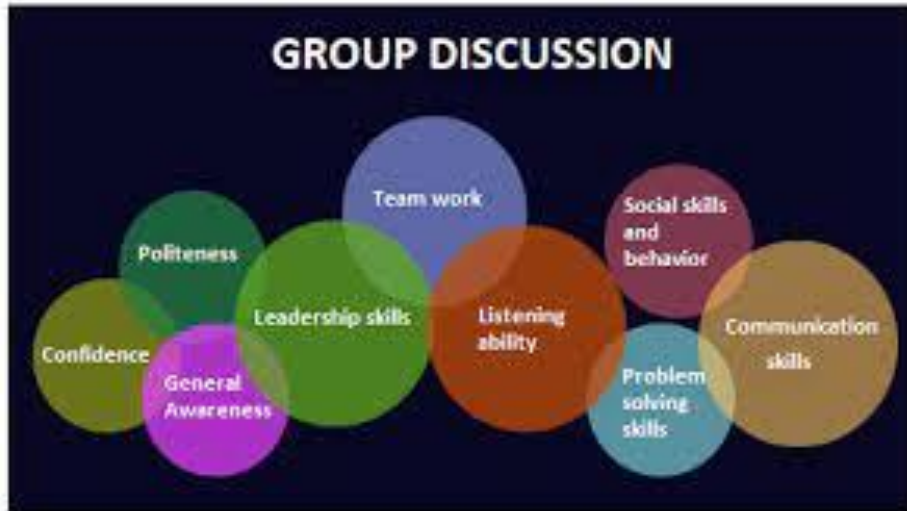 GROUP DISCUSSION
Team work
Social skills
and
behavior
Politeness
Leadership skills
Listening
ability
Communication
skills
Confidence
General
Awareness
Problem
solving
skills